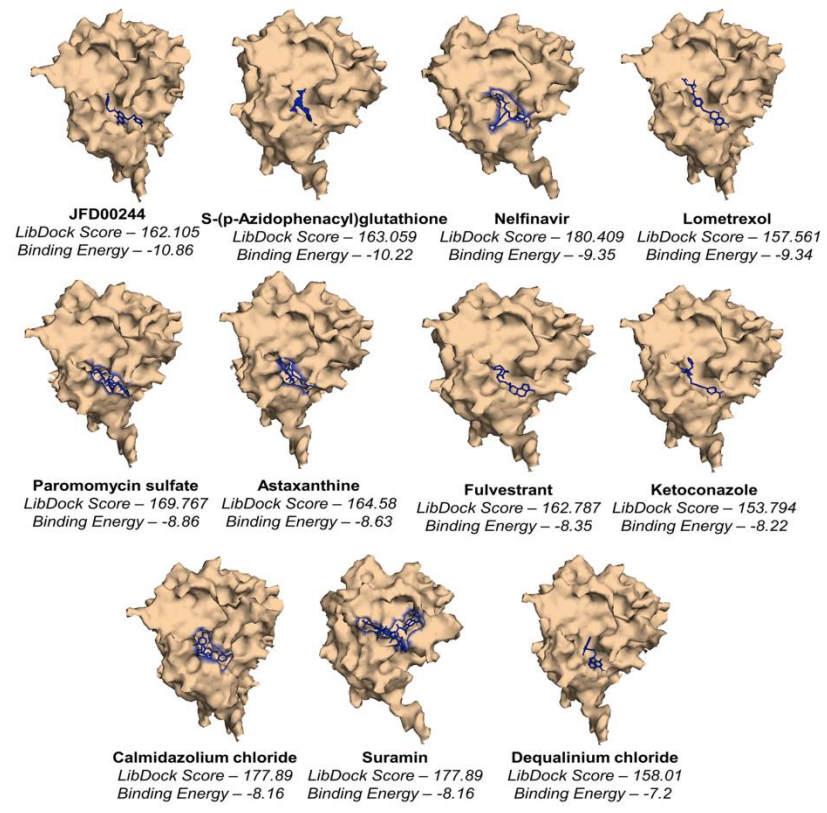 JFD00244
LibDock Score – 162.105
Binding Energy – -10.86
S-(p-Azidophenacyl)glutathione
LibDock Score – 163.059
Binding Energy – -10.22
Nelfinavir
LibDock Score – 180.409
Binding Energy – -9.35
Lometrexol
LibDock Score – 157.561
Binding Energy – -9.34
Paromomycin sulfate
LibDock Score – 169.767
Binding Energy – -8.86
Astaxanthine
LibDock Score – 164.58
Binding Energy – -8.63
Fulvestrant
LibDock Score – 162.787
Binding Energy – -8.35
Ketoconazole
LibDock Score – 153.794
Binding Energy – -8.22
Calmidazolium chloride
LibDock Score – 177.89
Binding Energy – -8.16
Suramin
LibDock Score – 177.89
Binding Energy – -8.16
Dequalinium chloride
LibDock Score – 158.01
Binding Energy – -7.2